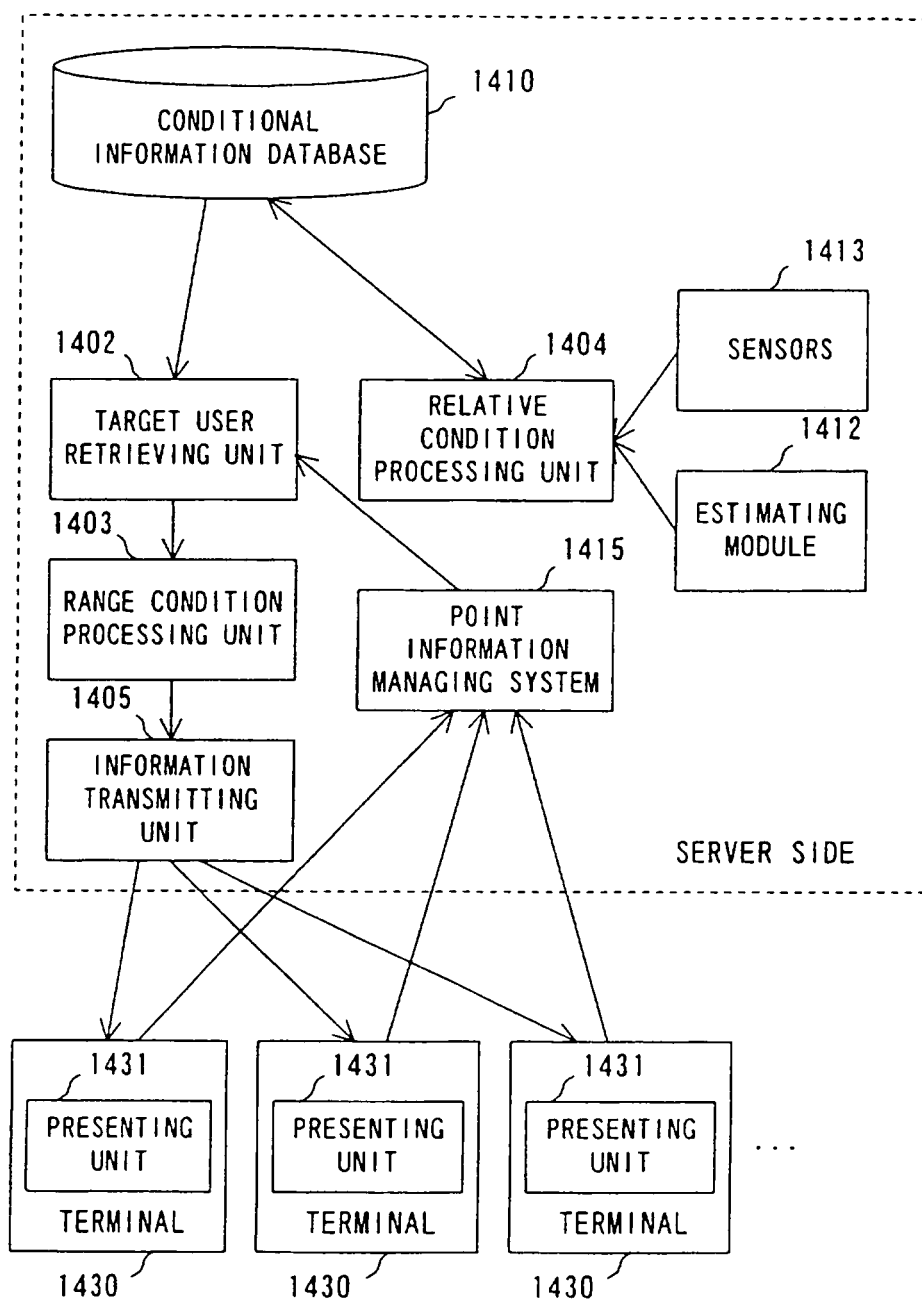 1410
CONDITIONAL
INFORMATION DATABASE
1413
SENSORS
1402
TARGET USER
RETRIEVING UNIT
1404
RELATIVE
CONDITION
PROCESSING UNIT
1412
ESTIMATING
MODULE
1403
RANGE CONDITION
PROCESSING UNIT
1415
POINT
INFORMATION
MANAGING SYSTEM
1405
INFORMATION
TRANSMITTING
UNIT
SERVER SIDE
1431
PRESENTING
UNIT
TERMINAL
1430
1431
PRESENTING
UNIT
TERMINAL
1430
1431
PRESENTING
UNIT
TERMINAL
1430
...